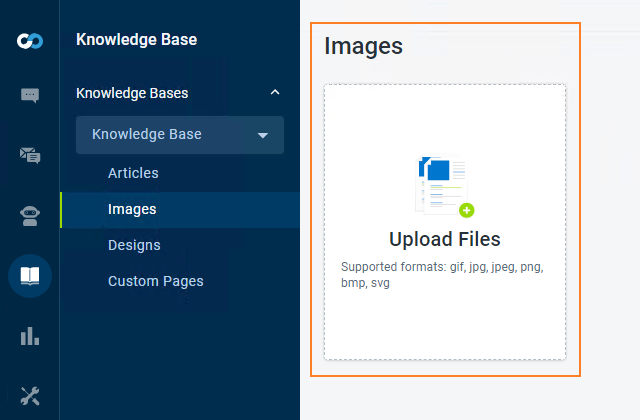 Knowledge Base
Knowledge Bases
Knowledge Base
Articles
Images
Designs
Custom Pages
Images
Upload Files
Supported formats: gif, jpg, jpeg, png,
bmp, svg